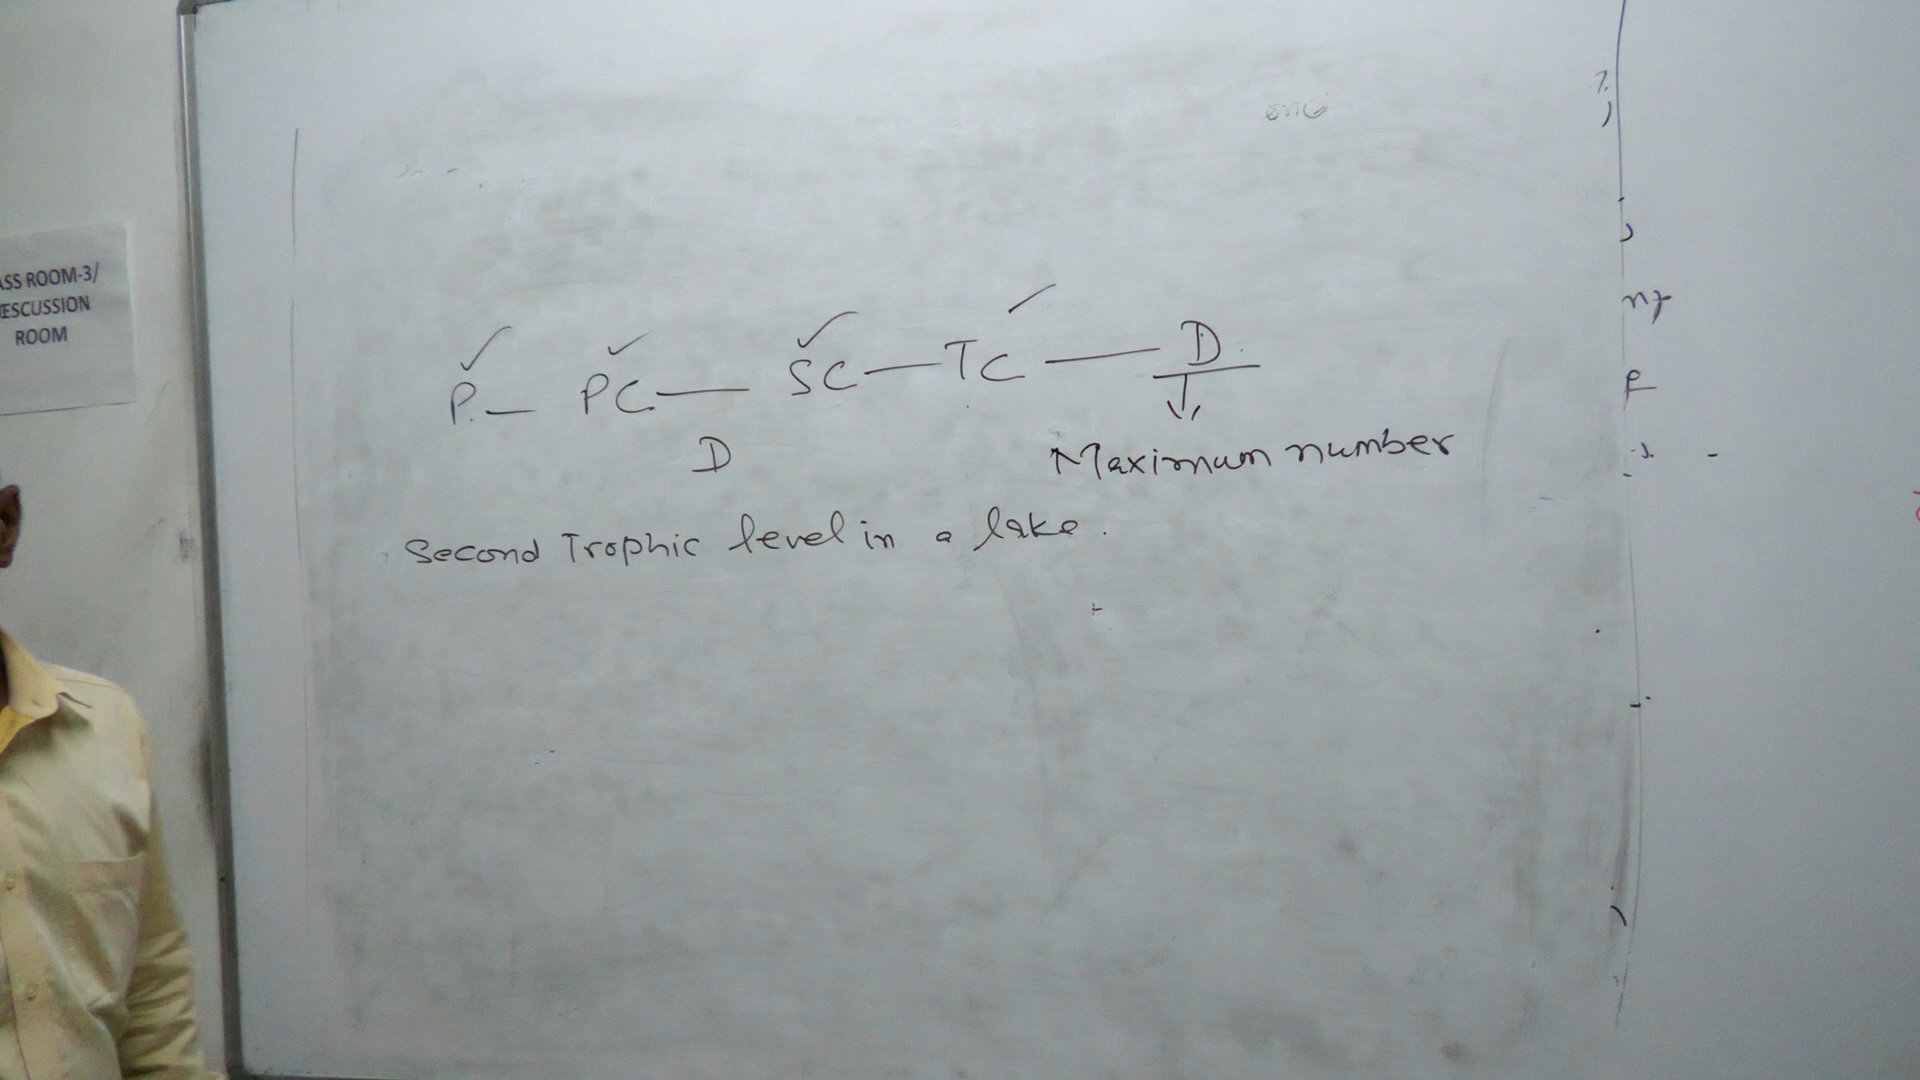 ASS ROOM-3/
ESCUSSION
ROOM
P. — PC — SC — TC — D.
D
Maximum number
Second Trophic level in a lake.